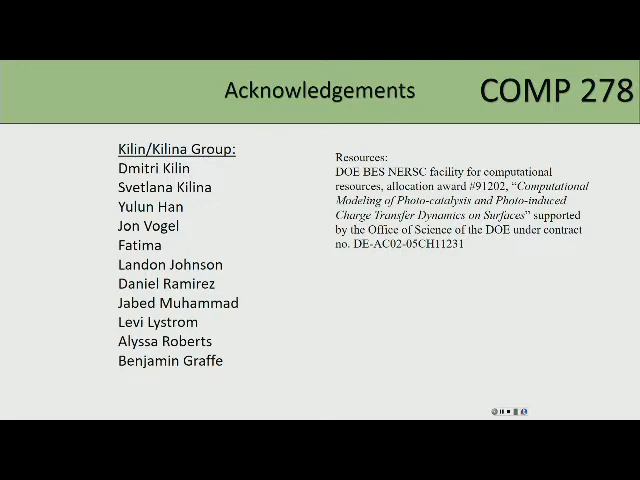 Acknowledgements
COMP 278
Kilin/Kilina Group:
Dmitri Kilin
Svetlana Kilina
Yulun Han
Jon Vogel
Fatima
Landon Johnson
Daniel Ramirez
Jabed Muhammad
Levi Lystrom
Alyssa Roberts
Benjamin Graffe
Resources:
DOE BES NERSC facility for computational
resources, allocation award #91202, “Computational
Modeling of Photo-catalysis and Photo-induced
Charge Transfer Dynamics on Surfaces” supported
by the Office of Science of the DOE under contract
no. DE-AC02-05CH11231